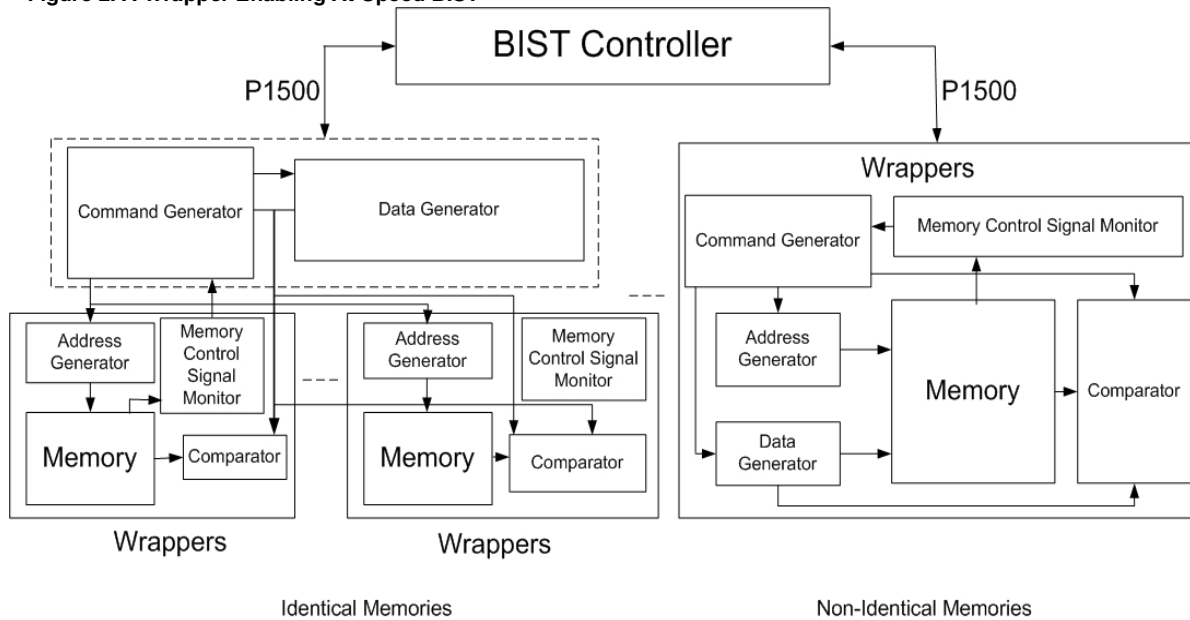 BIST Controller
P1500
P1500
Command Generator
Data Generator
Address
Generator
Memory
Control
Signal
Monitor
Memory
Comparator
Wrappers
Address
Generator
Memory
Control Signal
Monitor
Memory
Comparator
Wrappers
Identical Memories
Wrappers
Command Generator
Memory Control Signal Monitor
Address
Generator
Memory
Comparator
Data
Generator
Non-Identical Memories